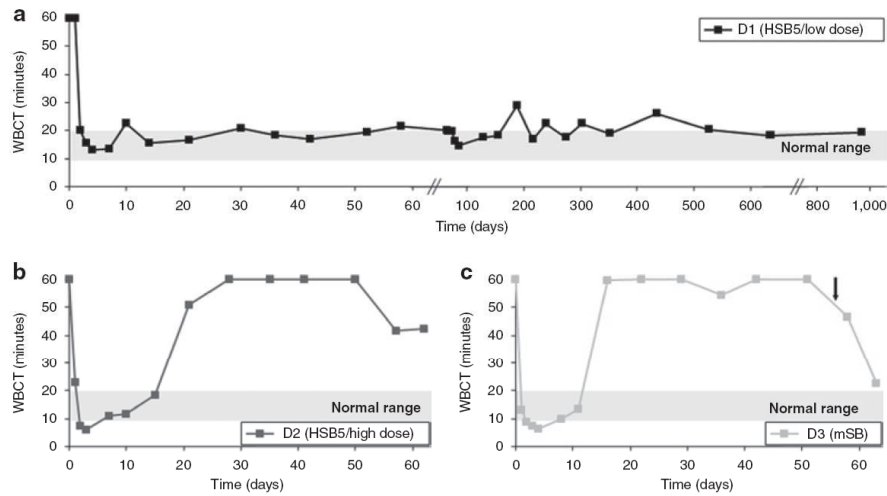 a
60
50
40
30
20
10
0
WBCT (minutes)
D1 (HSB5/low dose)
Normal range
0 10 20 30 40 50 60 100 200 300 400 500 600 800 1,000
Time (days)
b
60
50
40
30
20
10
0
WBCT (minutes)
Normal range
D2 (HSB5/high dose)
0 10 20 30 40 50 60
Time (days)
c
60
50
40
30
20
10
0
WBCT (minutes)
Normal range
D3 (mSB)
0 10 20 30 40 50 60
Time (days)